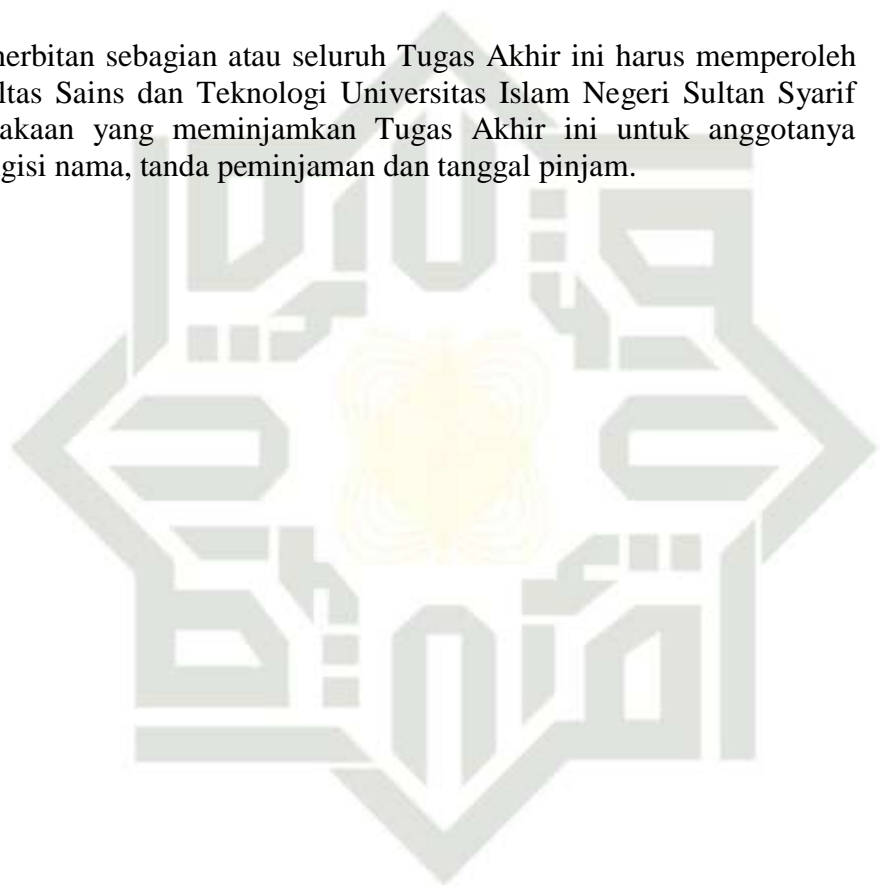 nerbitan sebagian atau seluruh Tugas Akhir ini harus memperoleh
ltas Sains dan Teknologi Universitas Islam Negeri Sultan Syarif
akaan yang meminjamkan Tugas Akhir ini untuk anggotanya
gisi nama, tanda peminjaman dan tanggal pinjam.